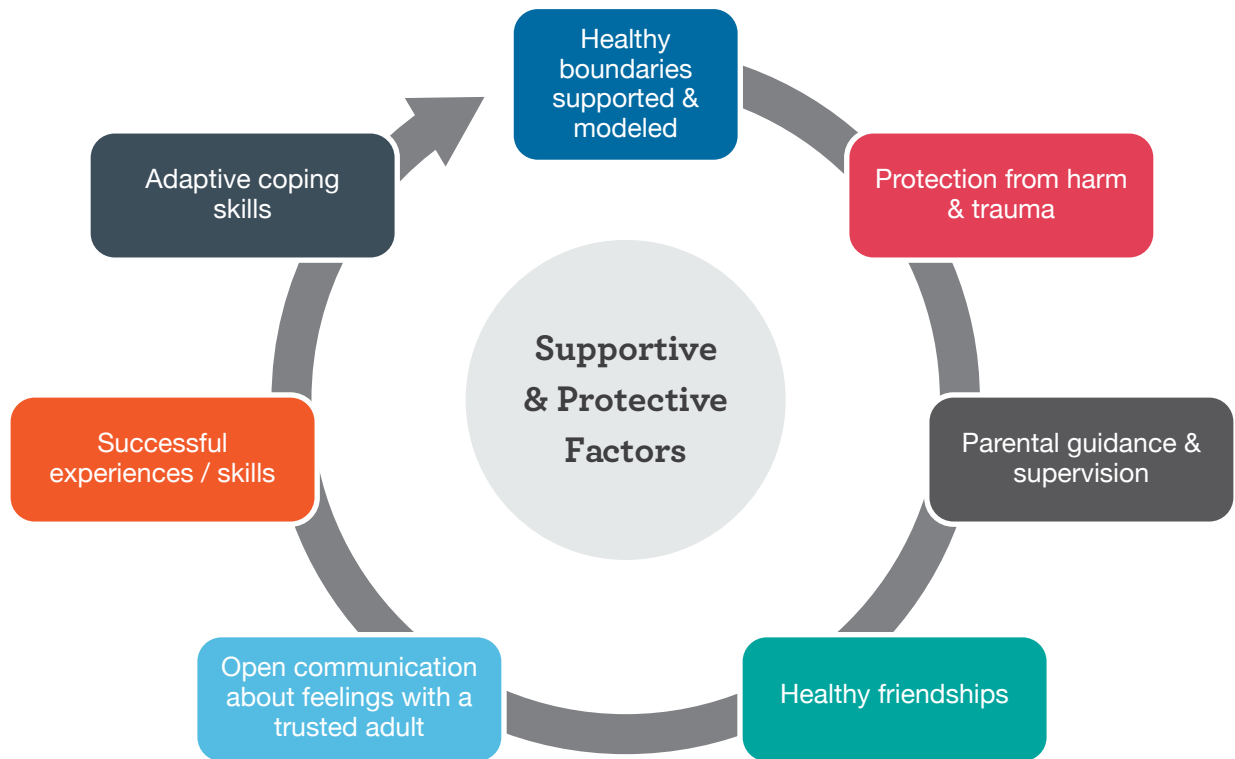 Healthy
boundaries
supported &
modeled
Protection from harm
& trauma
Parental guidance &
supervision
Healthy friendships
Open communication
about feelings with a
trusted adult
Successful
experiences / skills
Adaptive coping
skills
Supportive
& Protective
Factors